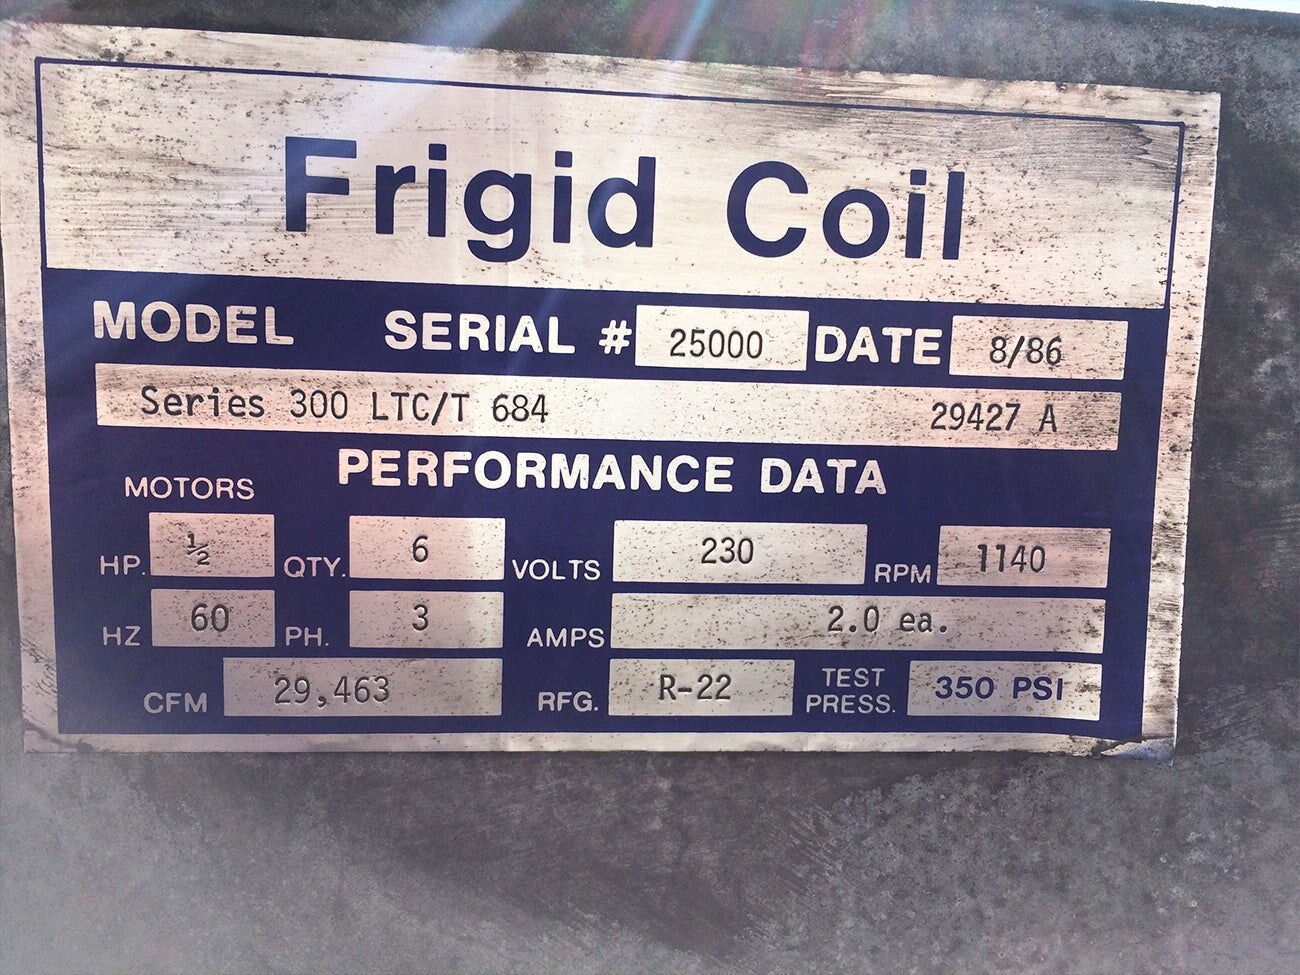 Frigid Coil
MODEL SERIAL # 25000 DATE 8/86
Series 300 LTC/T 684 29427 A
PERFORMANCE DATA
MOTORS
HP. ½ QTY. 6 VOLTS 230 RPM 1140
HZ 60 PH. 3 AMPS 2.0 ea.
CFM 29,463 RFG. R-22 TEST PRESS. 350 PSI